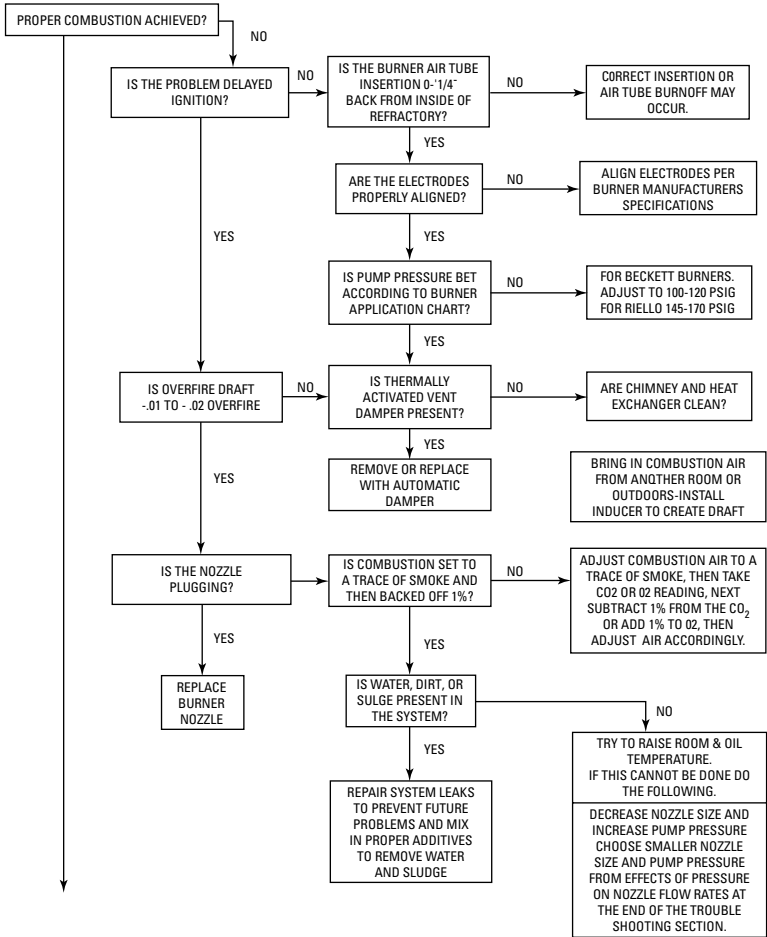 PROPER COMBUSTION ACHIEVED?
NO
IS THE PROBLEM DELAYED
IGNITION?
NO
IS THE BURNER AIR TUBE
INSERTION 0-'1/4"
BACK FROM INSIDE OF
REFRACTORY?
NO
CORRECT INSERTION OR
AIR TUBE BURNOFF MAY
OCCUR.
YES
ARE THE ELECTRODES
PROPERLY ALIGNED?
NO
ALIGN ELECTRODES PER
BURNER MANUFACTURERS
SPECIFICATIONS
YES
YES
IS PUMP PRESSURE BET
ACCORDING TO BURNER
APPLICATION CHART?
NO
FOR BECKETT BURNERS.
ADJUST TO 100-120 PSIG
FOR RIELLO 145-170 PSIG
YES
IS OVERFIRE DRAFT
-.01 TO - .02 OVERFIRE
NO
IS THERMALLY
ACTIVATED VENT
DAMPER PRESENT?
NO
ARE CHIMNEY AND HEAT
EXCHANGER CLEAN?
YES
YES
REMOVE OR REPLACE
WITH AUTOMATIC
DAMPER
BRING IN COMBUSTION AIR
FROM ANQTHER ROOM OR
OUTDOORS-INSTALL
INDUCER TO CREATE DRAFT
IS THE NOZZLE
PLUGGING?
IS COMBUSTION SET TO
A TRACE OF SMOKE AND
THEN BACKED OFF 1%?
NO
ADJUST COMBUSTION AIR TO A
TRACE OF SMOKE, THEN TAKE
CO2 OR 02 READING, NEXT
SUBTRACT 1% FROM THE CO2
OR ADD 1% TO 02, THEN
ADJUST AIR ACCORDINGLY.
YES
YES
REPLACE
BURNER
NOZZLE
IS WATER, DIRT, OR
SULGE PRESENT IN
THE SYSTEM?
NO
YES
REPAIR SYSTEM LEAKS
TO PREVENT FUTURE
PROBLEMS AND MIX
IN PROPER ADDITIVES
TO REMOVE WATER
AND SLUDGE
TRY TO RAISE ROOM & OIL
TEMPERATURE.
IF THIS CANNOT BE DONE DO
THE FOLLOWING.
DECREASE NOZZLE SIZE AND
INCREASE PUMP PRESSURE
CHOOSE SMALLER NOZZLE
SIZE AND PUMP PRESSURE
FROM EFFECTS OF PRESSURE
ON NOZZLE FLOW RATES AT
THE END OF THE TROUBLE
SHOOTING SECTION.